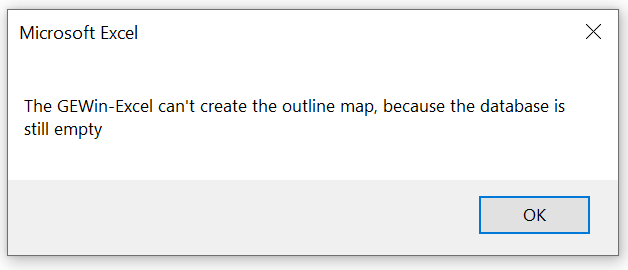 Microsoft Excel
The GEWin-Excel can't create the outline map, because the database is
still empty
OK